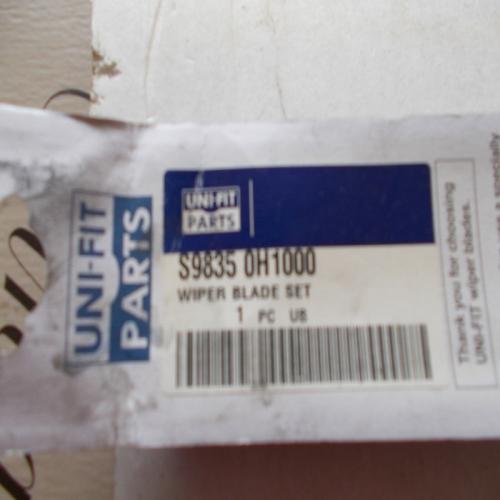 UNI-FIT
PARTS
UNI-FIT
PARTS
S9835 0H1000
WIPER BLADE SET
1 PC UB
Thank you for choosing
UNI-FIT wiper blades.
specially